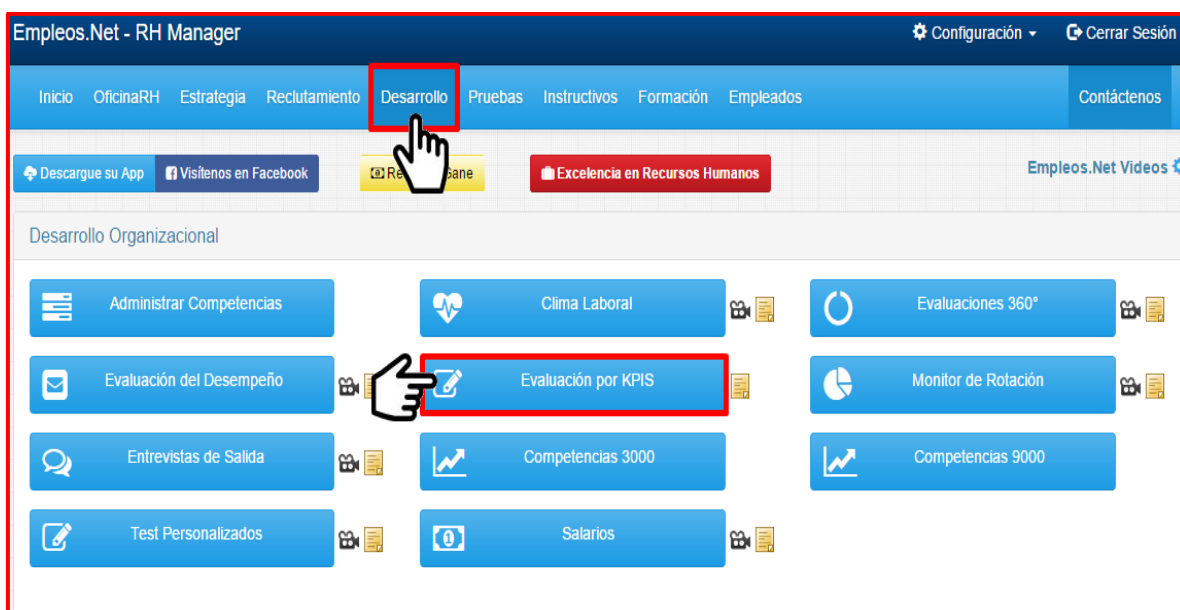 Empleos.Net - RH Manager
Configuración
Cerrar Sesión
Inicio OficinaRH Estrategia Reclutamiento Desarrollo Pruebas Instructivos Formación Empleados Contáctenos
Descargue su App
Visítenos en Facebook
Excelencia en Recursos Humanos
Empleos.Net Videos
Desarrollo Organizacional
Administrar Competencias
Clima Laboral
Evaluaciones 360°
Evaluación del Desempeño
Evaluación por KPIS
Monitor de Rotación
Entrevistas de Salida
Competencias 3000
Competencias 9000
Test Personalizados
Salarios